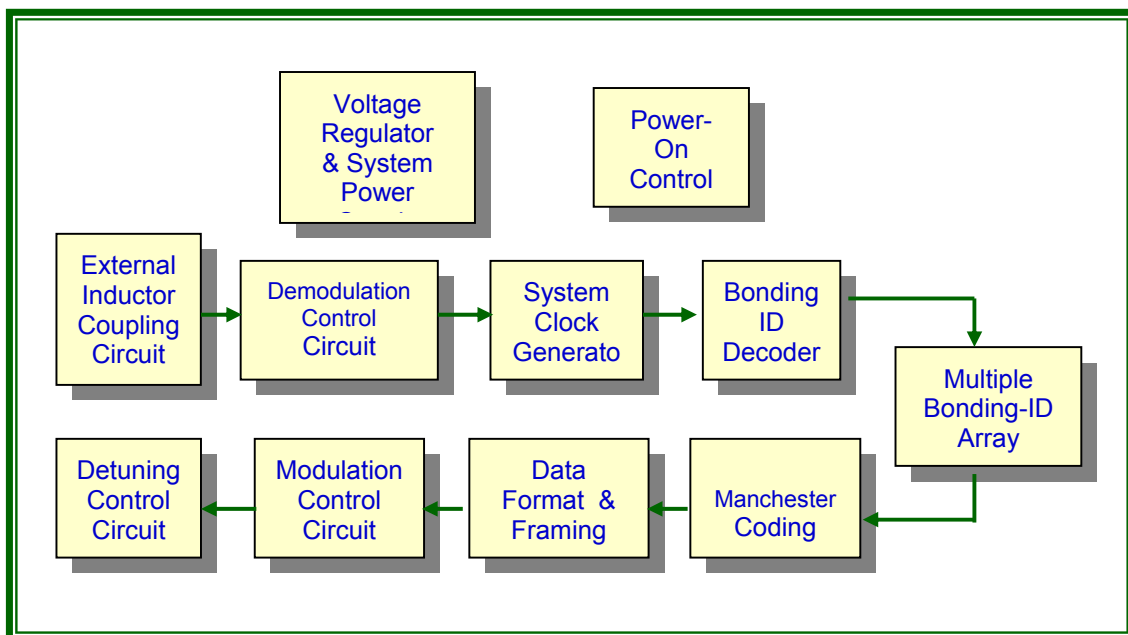 Voltage
Regulator
& System
Power
Power-
On
Control
External
Inductor
Coupling
Circuit
Demodulation
Control
Circuit
System
Clock
Generato
Bonding
ID
Decoder
Multiple
Bonding-ID
Array
Detuning
Control
Circuit
Modulation
Control
Circuit
Data
Format &
Framing
Manchester
Coding